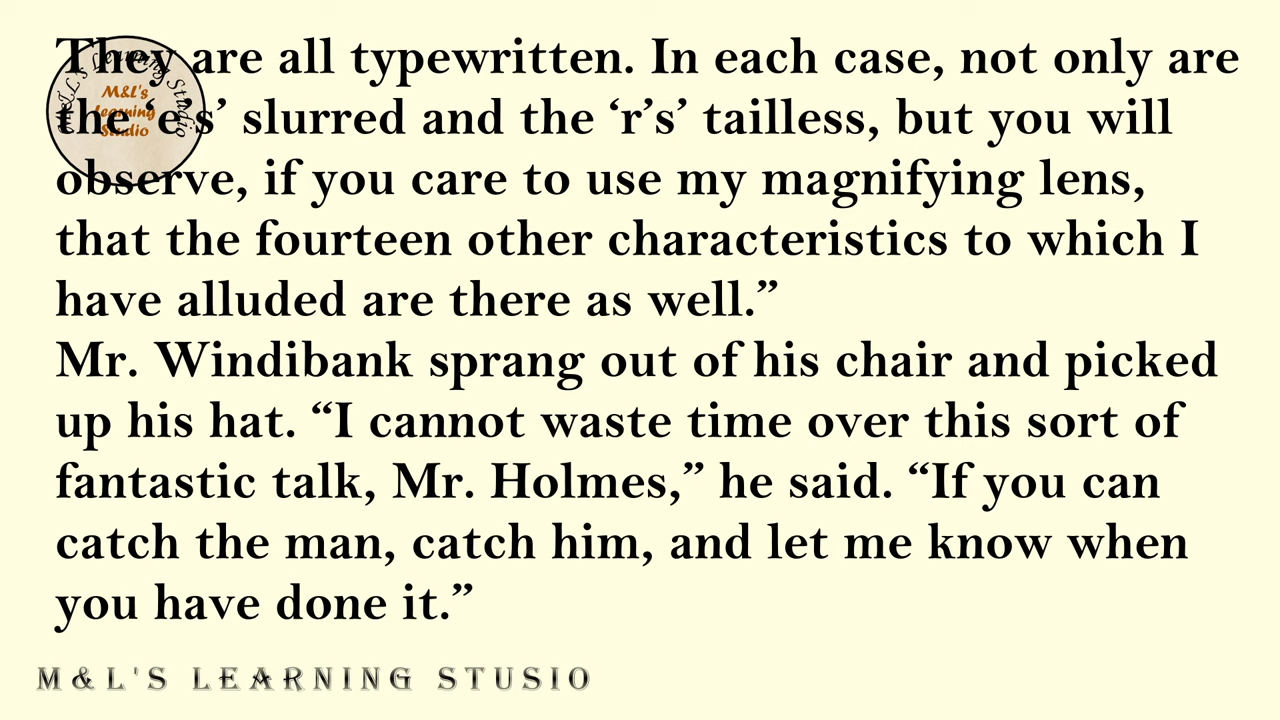 They are all typewritten. In each case, not only are
the ‘e’s’ slurred and the ‘r’s’ tailless, but you will
observe, if you care to use my magnifying lens,
that the fourteen other characteristics to which I
have alluded are there as well.”
Mr. Windibank sprang out of his chair and picked
up his hat. “I cannot waste time over this sort of
fantastic talk, Mr. Holmes,” he said. “If you can
catch the man, catch him, and let me know when
you have done it.”
M&L's Learning Studio
M&L's
Learning
Studio
M&L'S LEARNING STUSIO